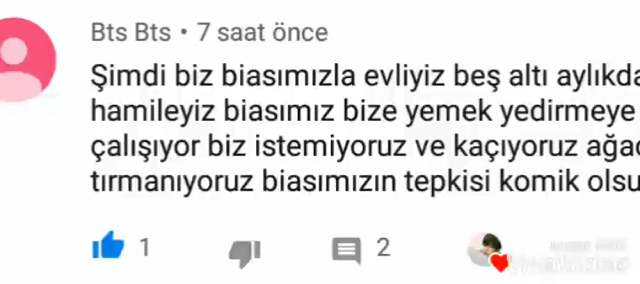 Bts Bts • 7 saat önce
Şimdi biz biasımızla evliyiz beş altı aylıkda
hamileyiz biasımız bize yemek yedirmeye
çalışıyor biz istemiyoruz ve kaçıyoruz ağac
tırmanıyoruz biasımızın tepkisi komik olsu
1 2